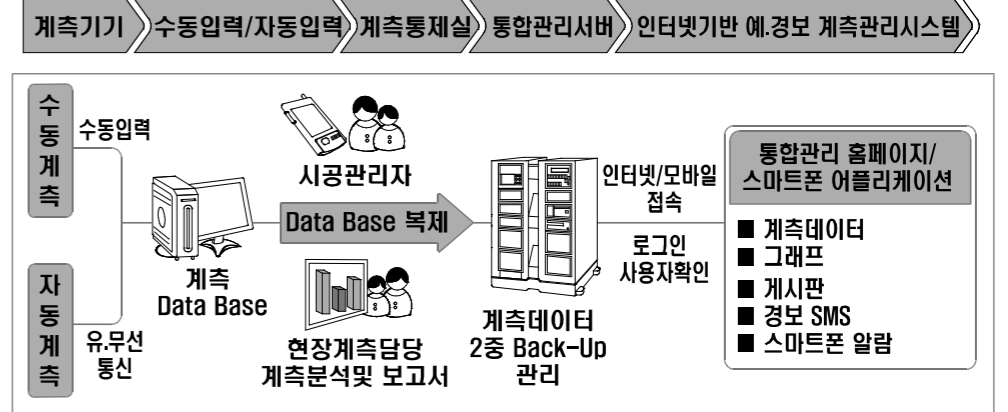 계측기기 수동입력/자동입력 계측통제실 통합관리서버 인터넷기반 예.경보 계측관리시스템
수동계측
수동입력
자동계측
유.무선
통신
계측
Data Base
시공관리자
Data Base 복제
현장계측담당
계측분석및 보고서
계측데이터
2중 Back-Up
관리
인터넷/모바일
접속
로그인
사용자확인
통합관리 홈페이지/
스마트폰 어플리케이션
■ 계측데이터
■ 그래프
■ 게시판
■ 경보 SMS
■ 스마트폰 알람